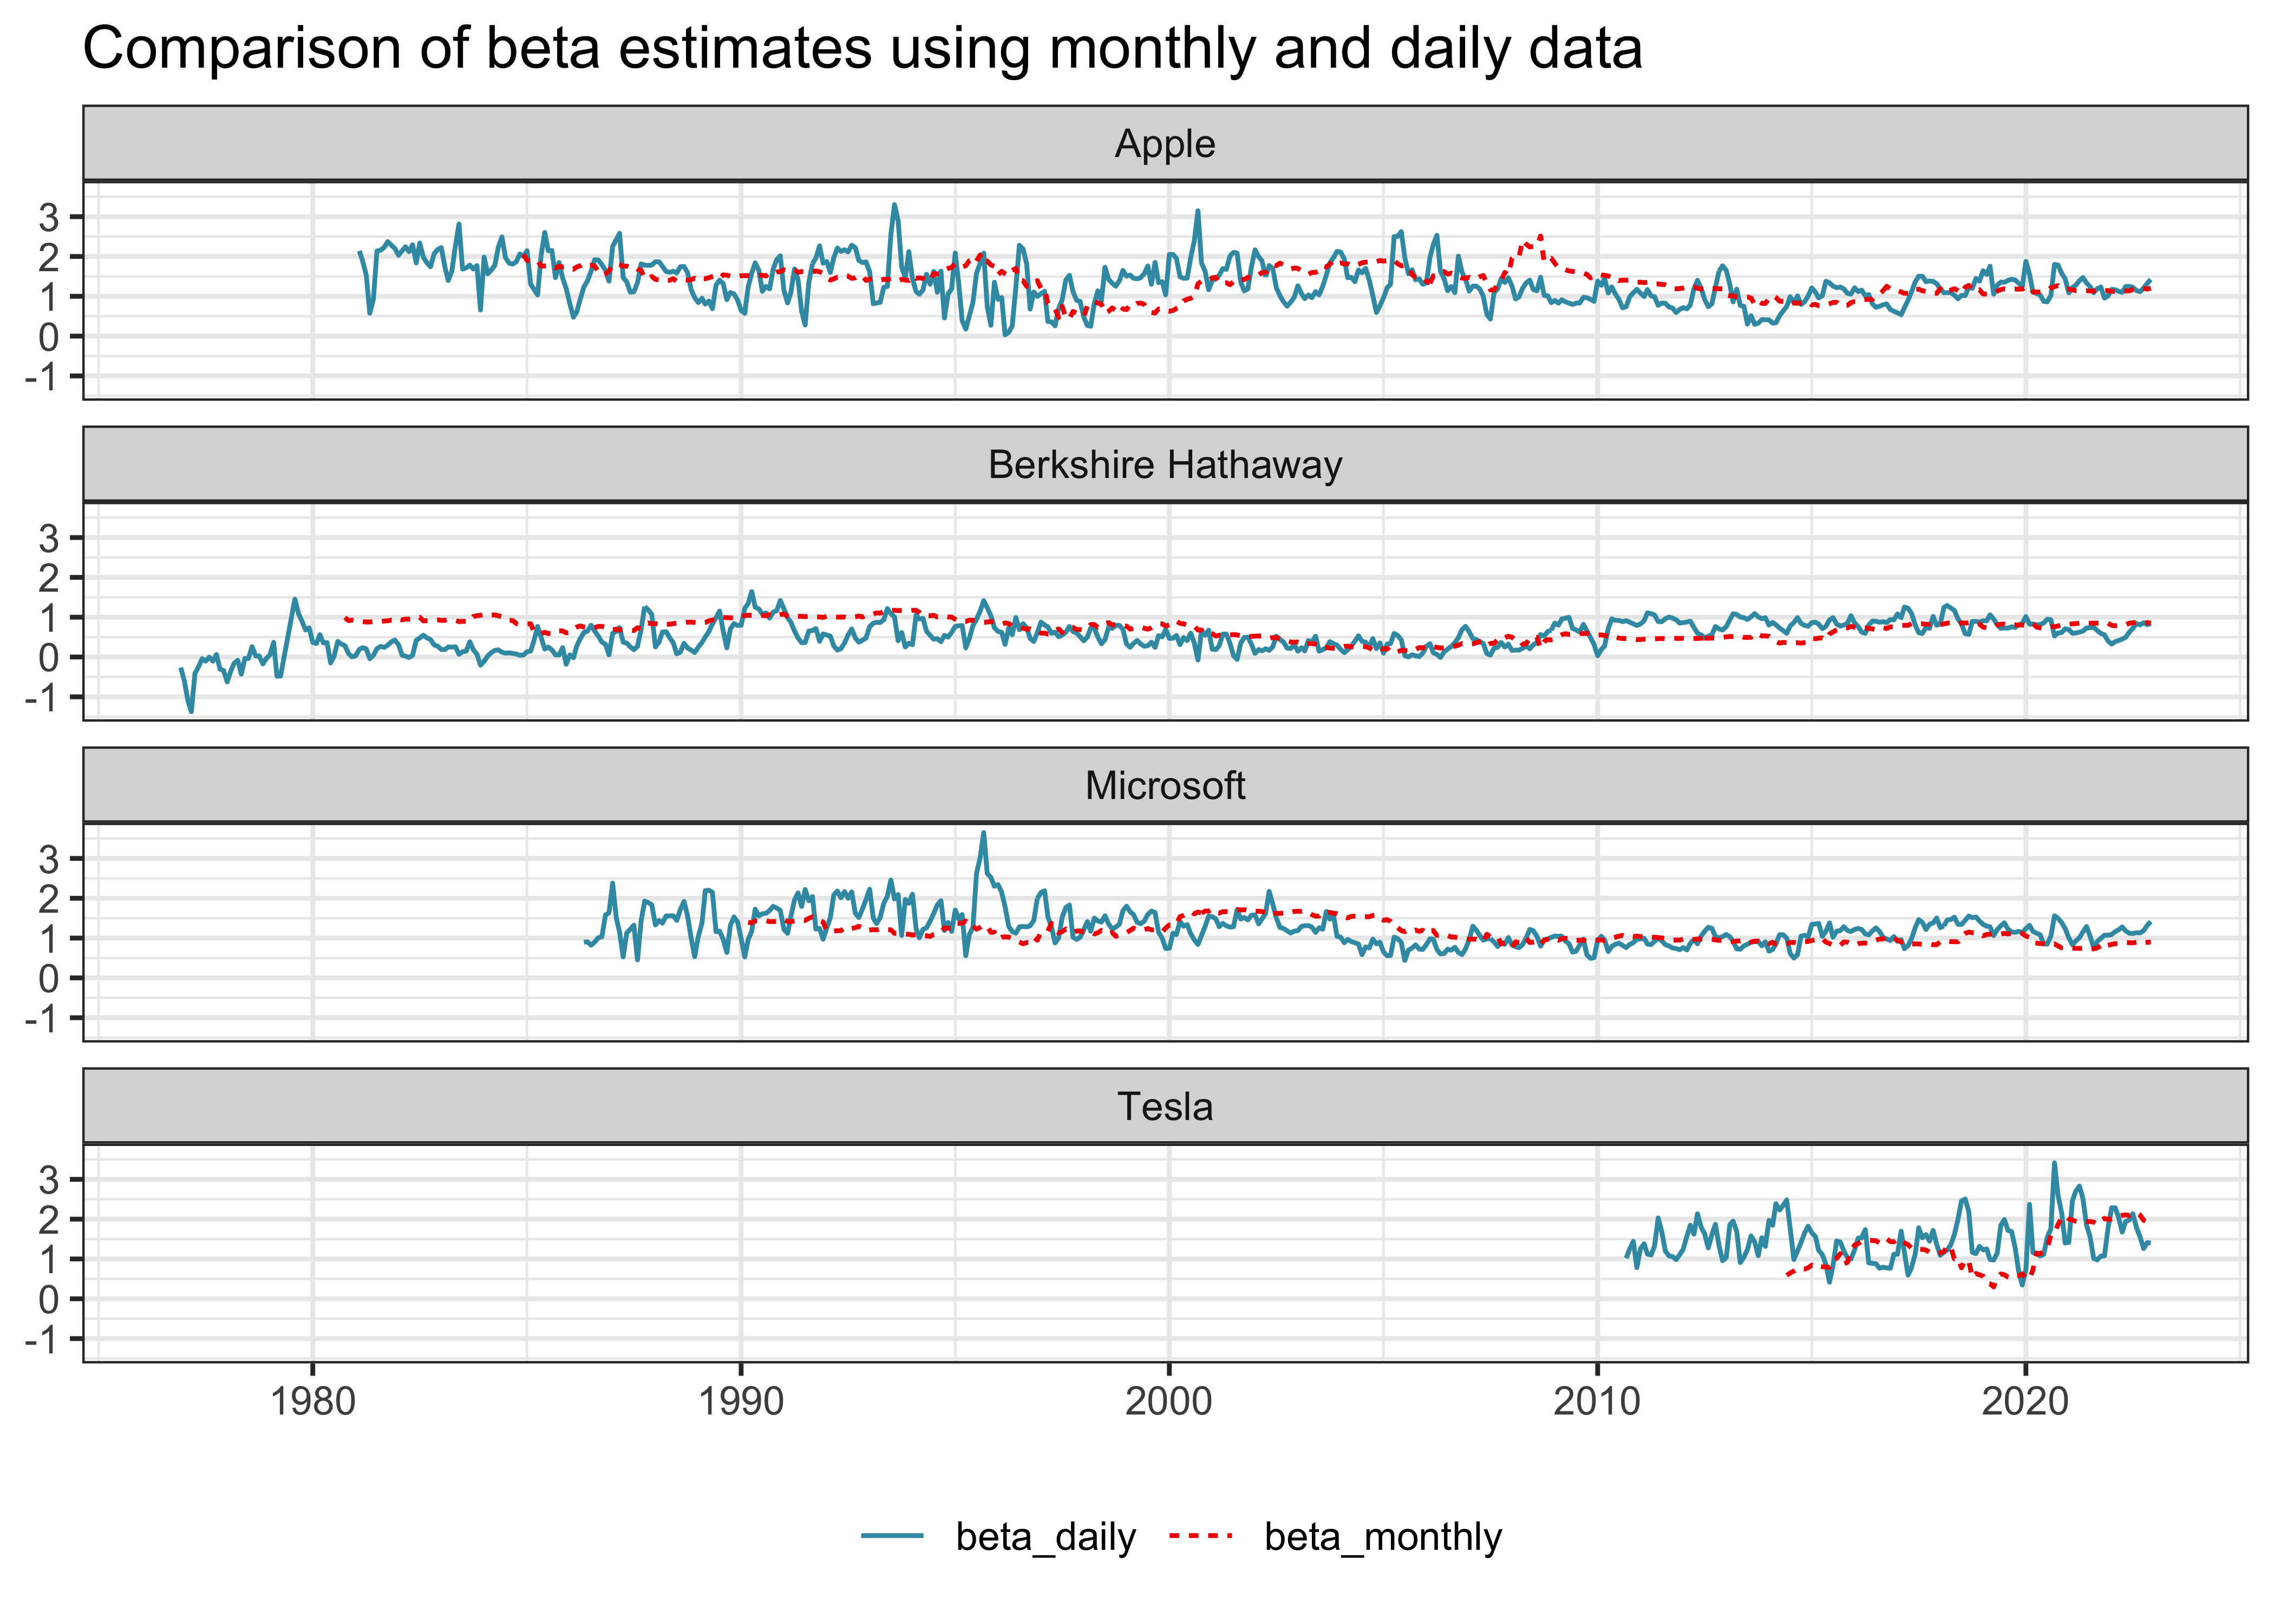 Comparison of beta estimates using monthly and daily data
Apple
3
2
1
0
-1
Berkshire Hathaway
3
2
1
0
-1
Microsoft
3
2
1
0
-1
Tesla
3
2
1
0
-1
1980 1990 2000 2010 2020
beta_daily beta_monthly